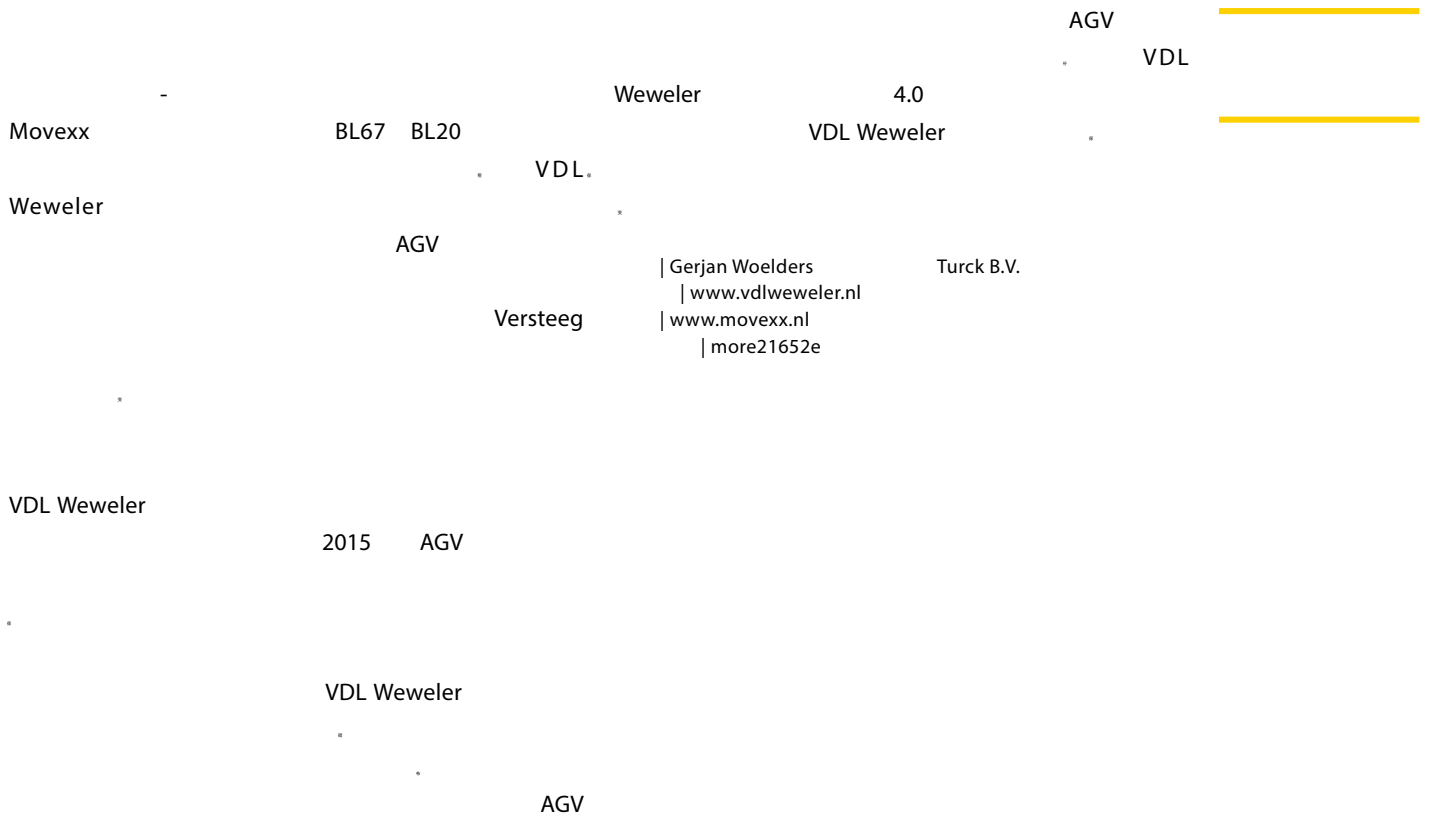 AGV
VDL
- Weweler 4.0
Movexx BL67 BL20 VDL Weweler
VDL
Weweler
AGV
| Gerjan Woelders Turck B.V.
| www.vdlweweler.nl
Versteeg | www.movexx.nl
| more21652e
VDL Weweler
2015 AGV
VDL Weweler
AGV